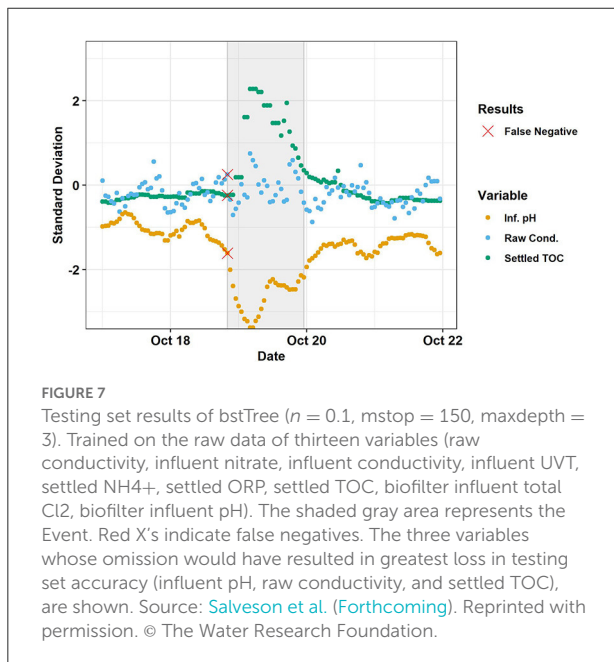 2
0
-2
Standard Deviation
Oct 18
Oct 20
Oct 22
Date
Results
False Negative
Variable
Inf. pH
Raw Cond.
Settled TOC
FIGURE 7
Testing set results of bstTree (n = 0.1, mstop = 150, maxdepth =
3). Trained on the raw data of thirteen variables (raw
conductivity, influent nitrate, influent conductivity, influent UVT,
settled NH4+, settled ORP, settled TOC, biofilter influent total
Cl2, biofilter influent pH). The shaded gray area represents the
Event. Red X's indicate false negatives. The three variables
whose omission would have resulted in greatest loss in testing
set accuracy (influent pH, raw conductivity, and settled TOC),
are shown. Source: Salveson et al. (Forthcoming). Reprinted with
permission. © The Water Research Foundation.